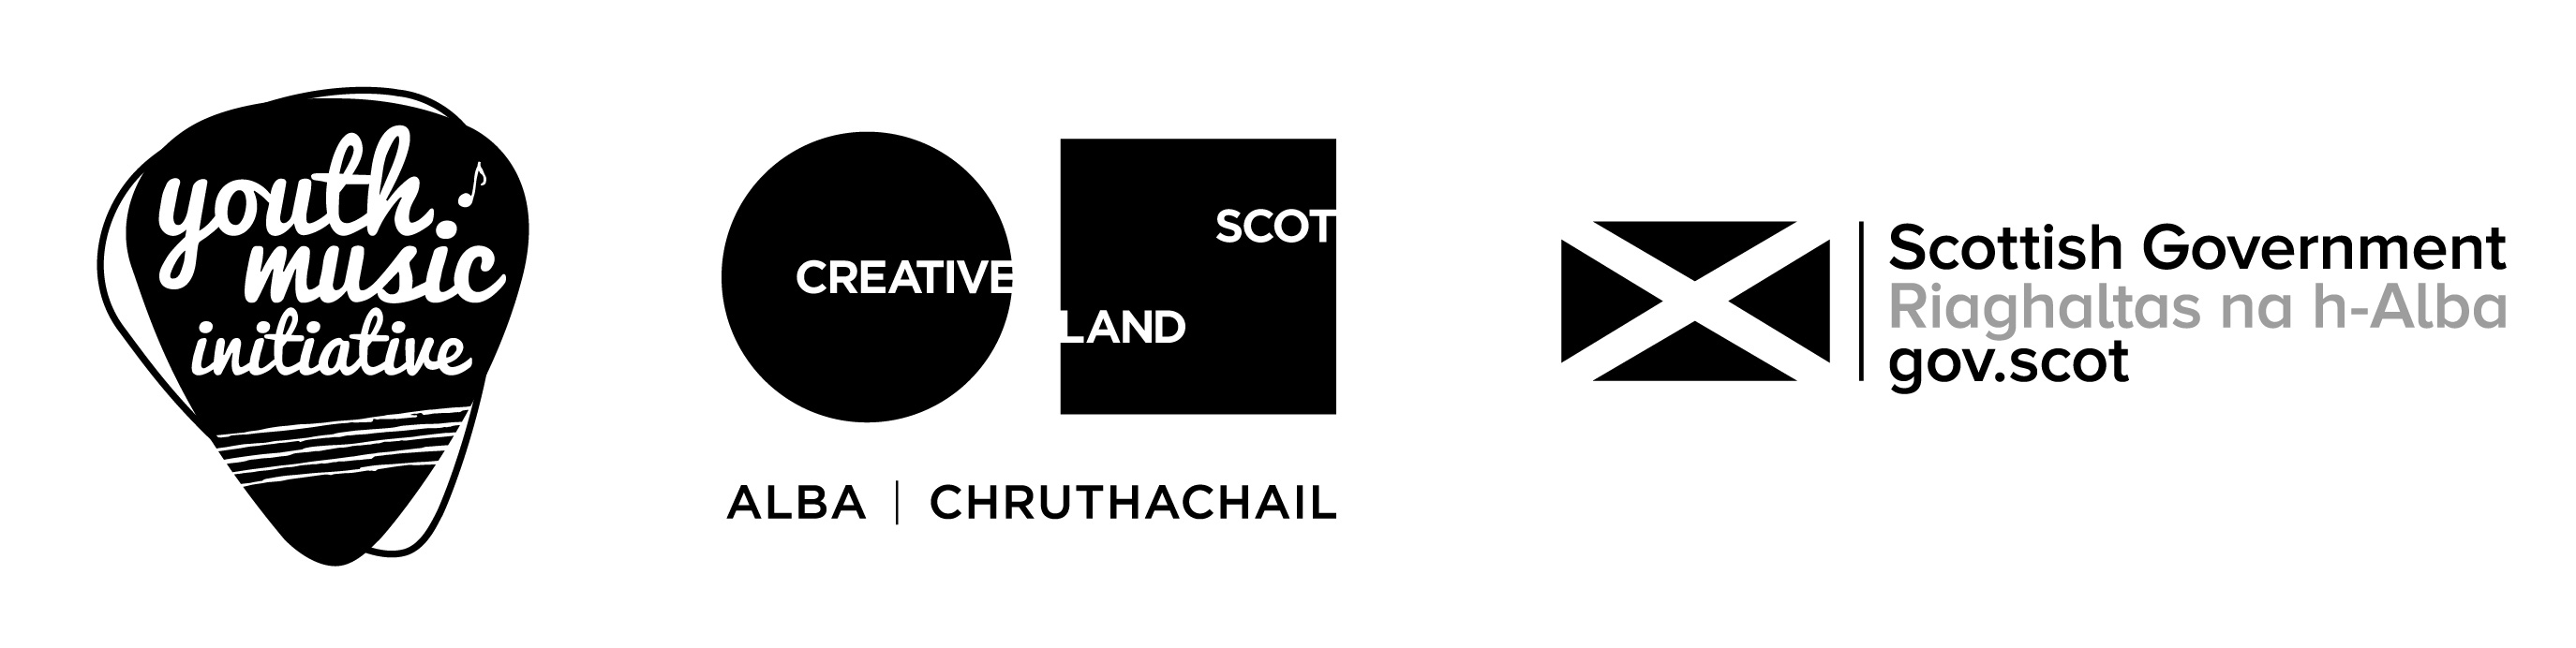 youth
music
initiative
CREATIVE
SCOT
LAND
ALBA | CHRUTHACHAIL
Scottish Government
Riaghaltas na h-Alba
gov.scot